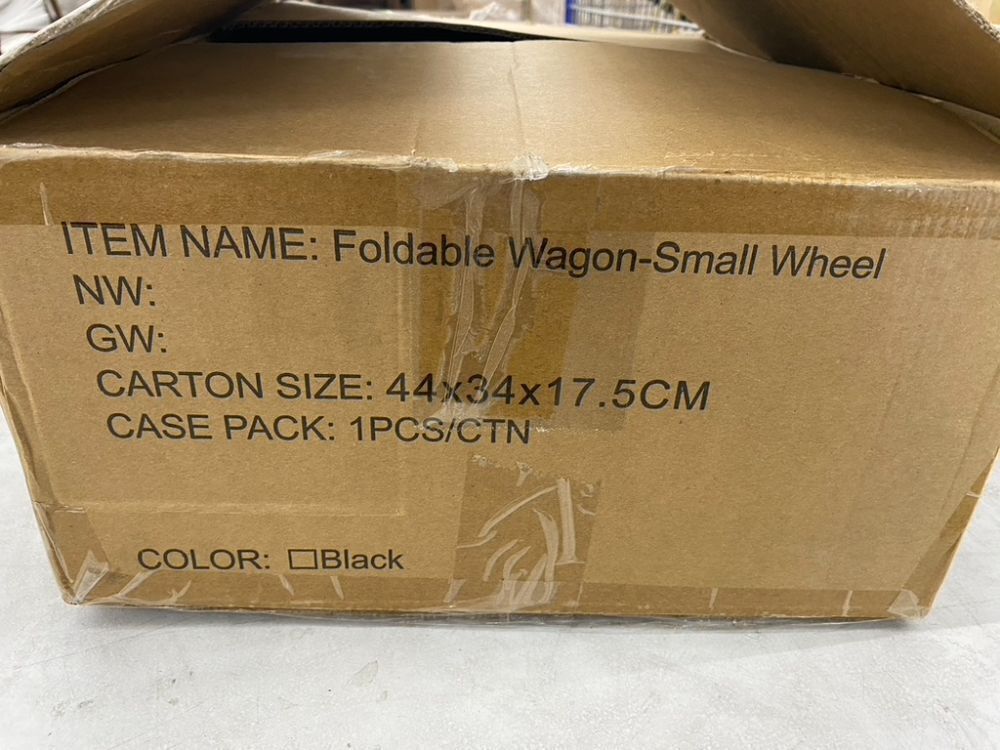 ITEM NAME: Foldable Wagon-Small Wheel
NW:
GW:
CARTON SIZE: 44x34x17.5CM
CASE PACK: 1PCS/CTN
COLOR: ☐Black